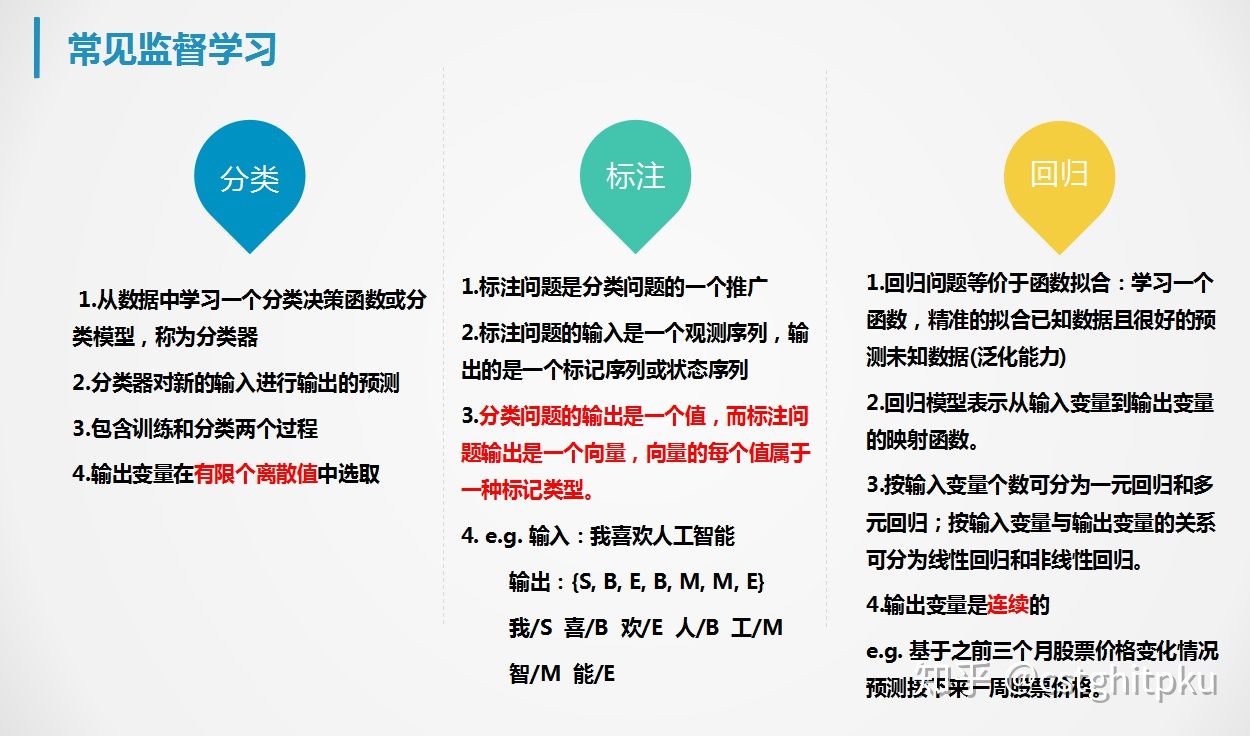 常见监督学习
分类
1.从数据中学习一个分类决策函数或分
类模型，称为分类器
2.分类器对新的输入进行输出的预测
3.包含训练和分类两个过程
4.输出变量在有限个离散值中选取
标注
1.标注问题是分类问题的一个推广
2.标注问题的输入是一个观测序列，输
出的是一个标记序列或状态序列
3.分类问题的输出是一个值，而标注问
题输出是一个向量，向量的每个值属于
一种标记类型。
4. e.g. 输入：我喜欢人工智能
输出：{S, B, E, B, M, M, E}
我/S 喜/B 欢/E 人/B 工/M
智/M 能/E
回归
1.回归问题等价于函数拟合：学习一个
函数，精准的拟合已知数据且很好的预
测未知数据(泛化能力)
2.回归模型表示从输入变量到输出变量
的映射函数。
3.按输入变量个数可分为一元回归和多
元回归；按输入变量与输出变量的关系
可分为线性回归和非线性回归。
4.输出变量是连续的
e.g. 基于之前三个月股票价格变化情况
预测接下来一周股票价格。
知乎 @cstghitpku